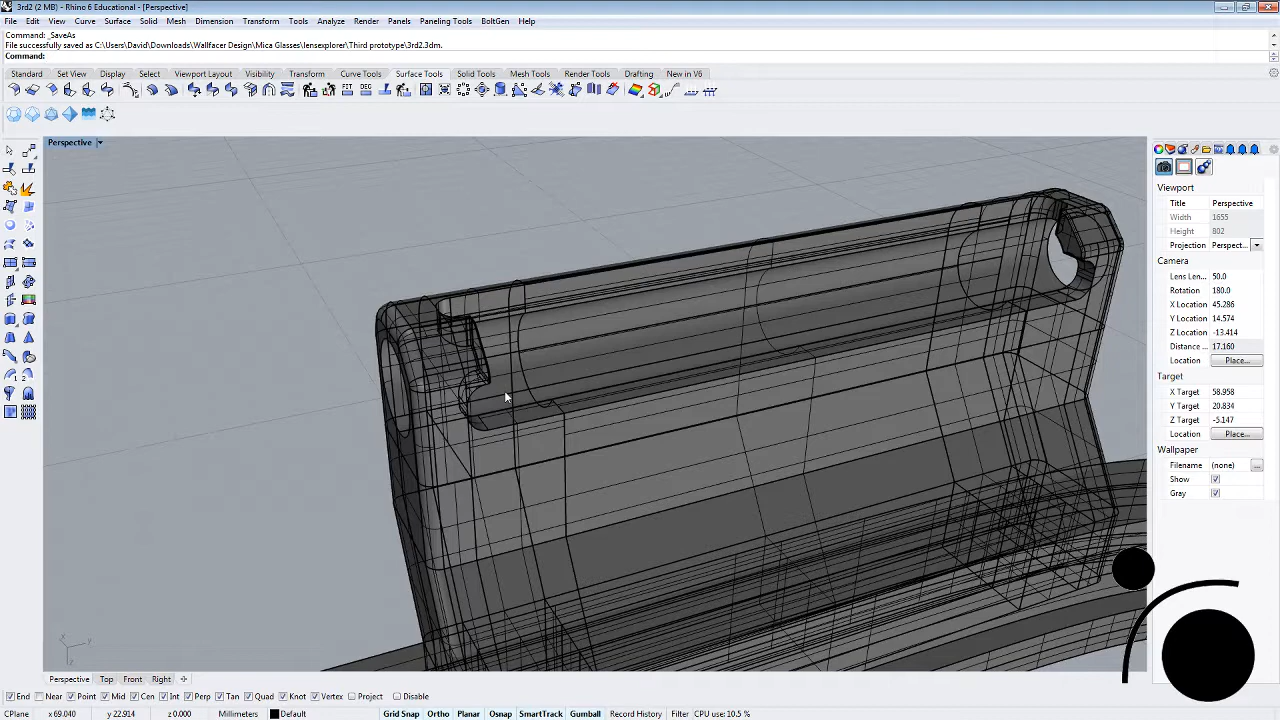 3rd2 (2 MB) - Rhino 6 Educational - [Perspective]
File Edit View Curve Surface Solid Mesh Dimension Transform Tools Analyze Render Panels Paneling Tools BoltGen Help
Command: _SaveAs
File successfully saved as C:\Users\David\Downloads\Wallfacer Design\Mica Glasses\lensexplorer\Third prototype\3rd2.3dm.
Command:
Standard Set View Display Select Viewport Layout Visibility Transform Curve Tools Surface Tools Solid Tools Mesh Tools Render Tools Drafting New in V6
FIT DEG
Perspective
Viewport
Title Perspective
Width 1655
Height 802
Projection Perspect...
Camera
Lens Len... 50.0
Rotation 180.0
X Location 45.286
Y Location 14.574
Z Location -13.414
Distance ... 17.160
Location Place...
Target
X Target 58.958
Y Target 20.834
Z Target -5.147
Location Place...
Wallpaper
Filename (none) ...
Show
Gray
Perspective Top Front Right
End Near Point Mid Cen Int Perp Tan Quad Knot Vertex Project Disable
CPlane x 69.040 y 22.914 z 0.000 Millimeters Default Grid Snap Ortho Planar Osnap SmartTrack Gumball Record History Filter CPU use: 10.5 %